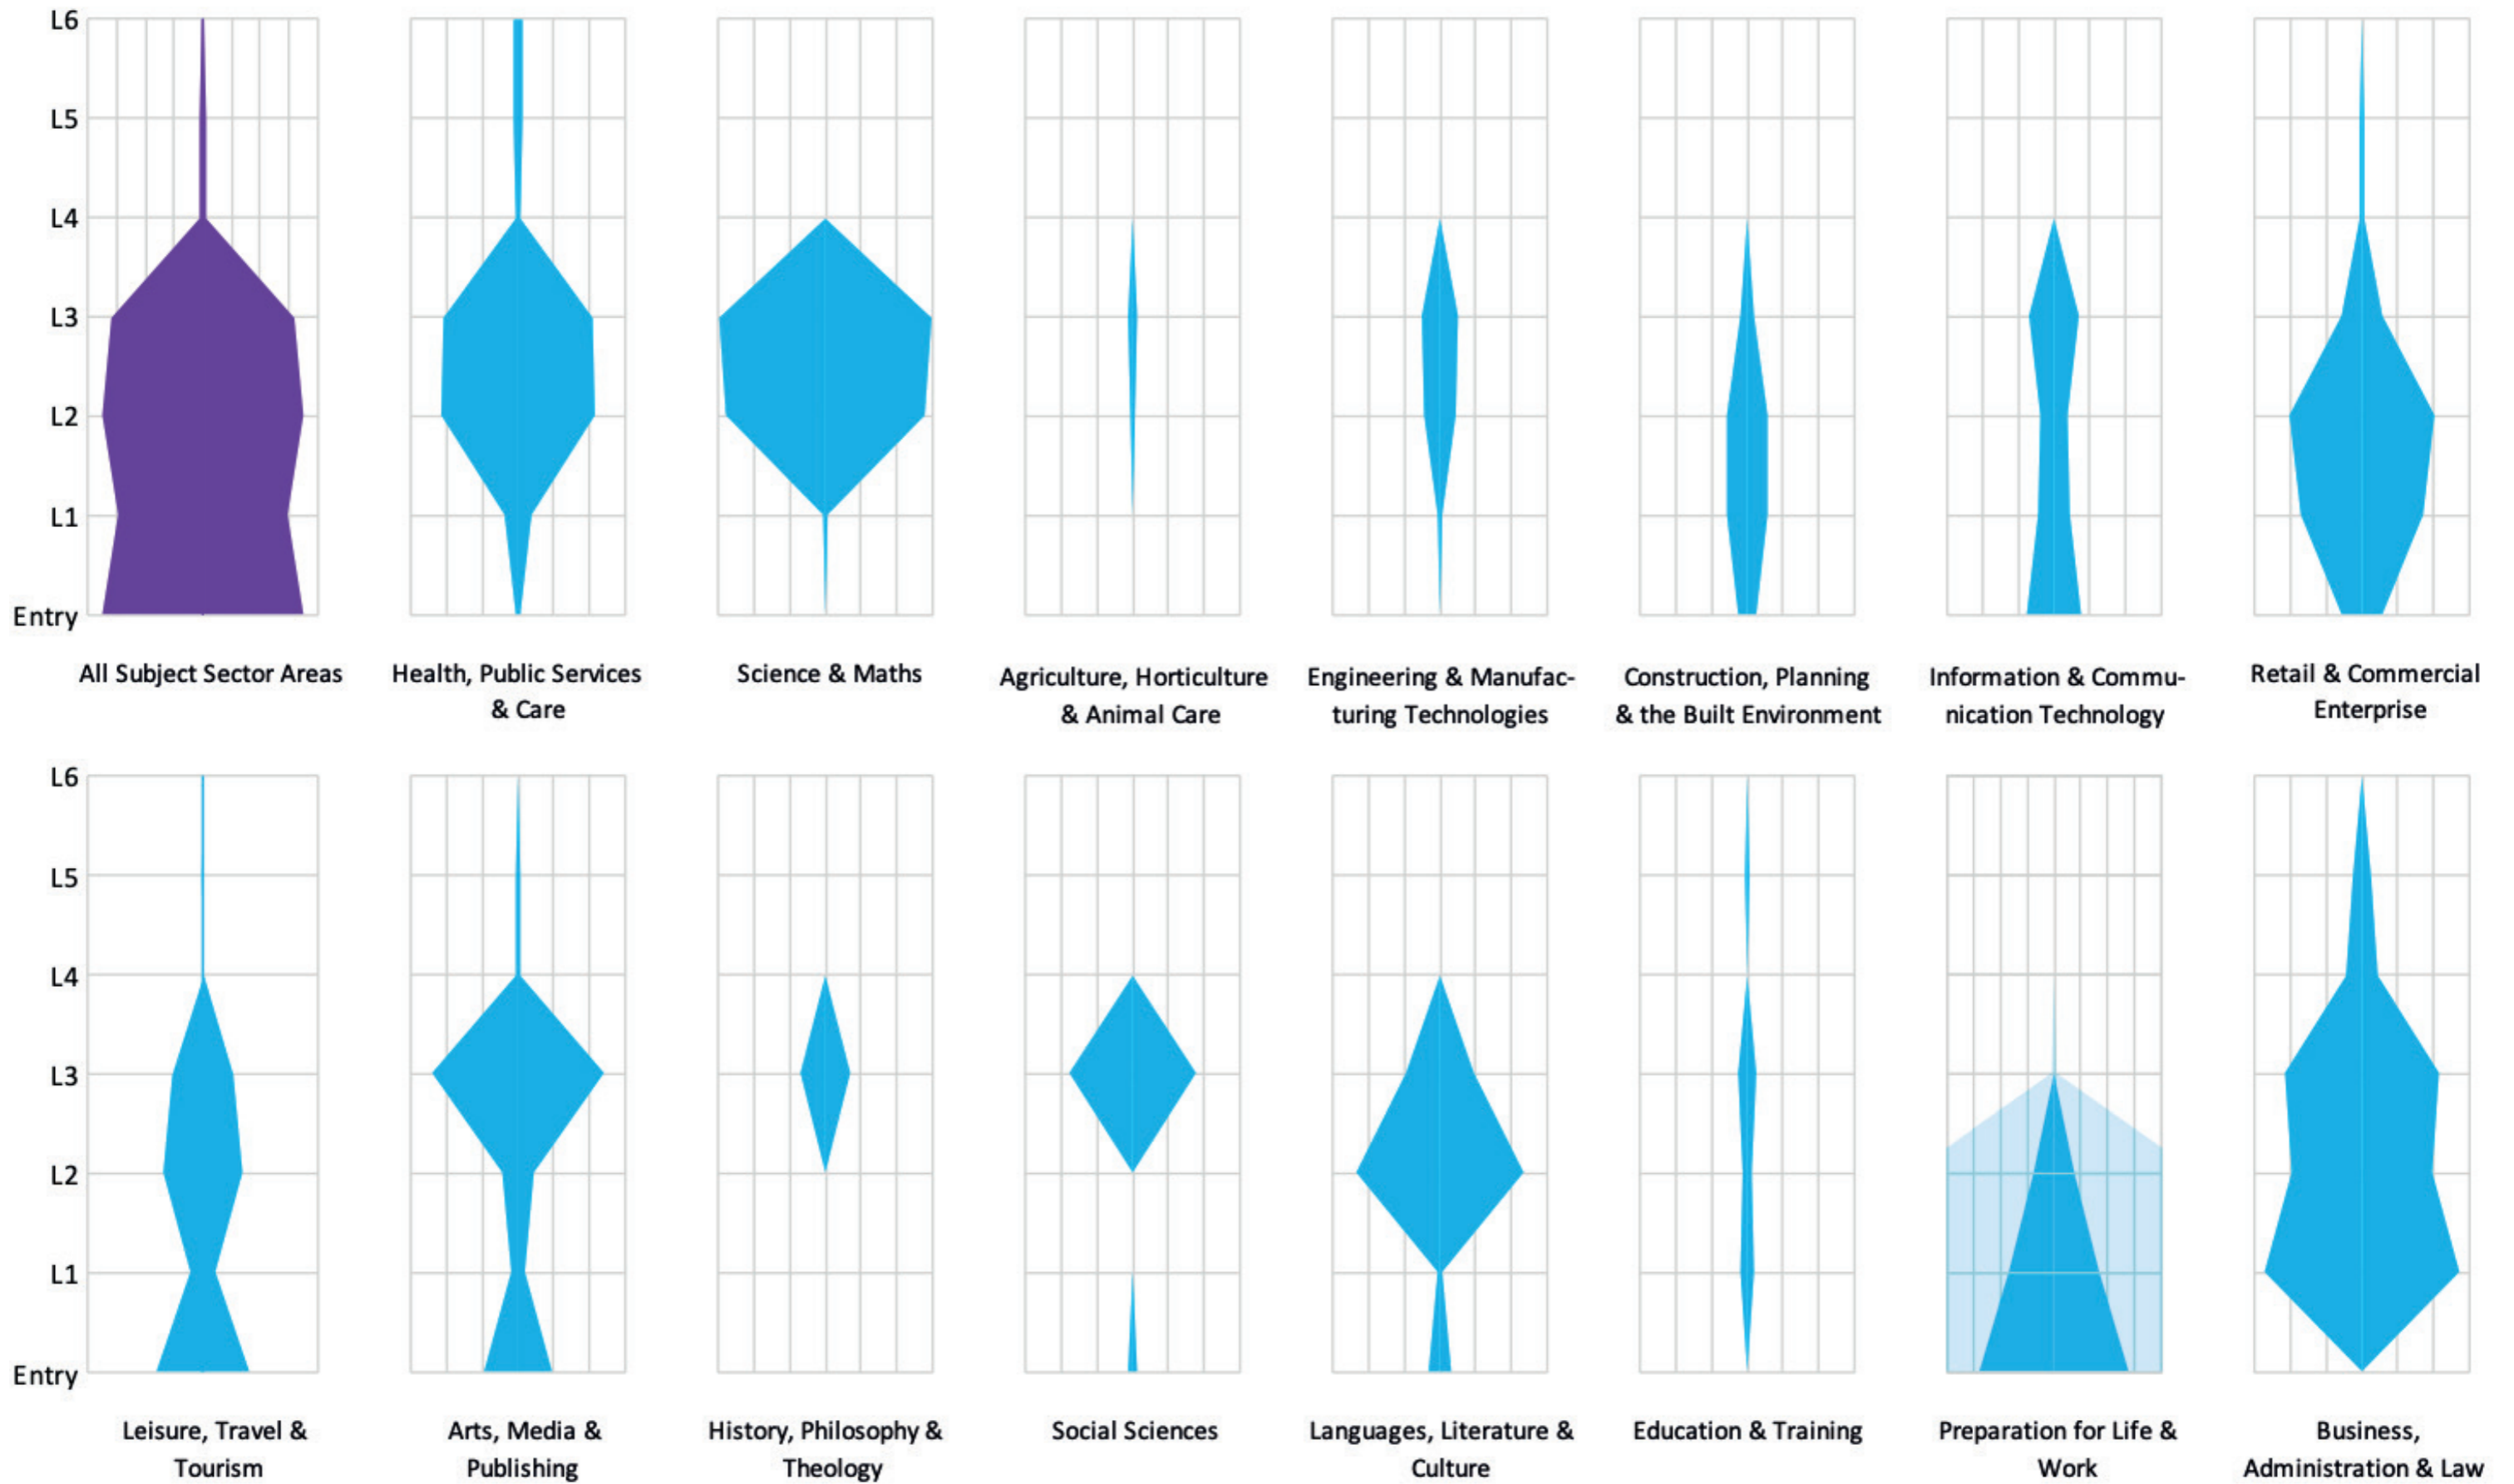 L6
L5
L4
L3
L2
L1
Entry
All Subject Sector Areas
Health, Public Services
& Care
Science & Maths
Agriculture, Horticulture
& Animal Care
Engineering & Manufac-
turing Technologies
Construction, Planning
& the Built Environment
Information & Commu-
nication Technology
Retail & Commercial
Enterprise
L6
L5
L4
L3
L2
L1
Entry
Leisure, Travel &
Tourism
Arts, Media &
Publishing
History, Philosophy &
Theology
Social Sciences
Languages, Literature &
Culture
Education & Training
Preparation for Life &
Work
Business,
Administration & Law